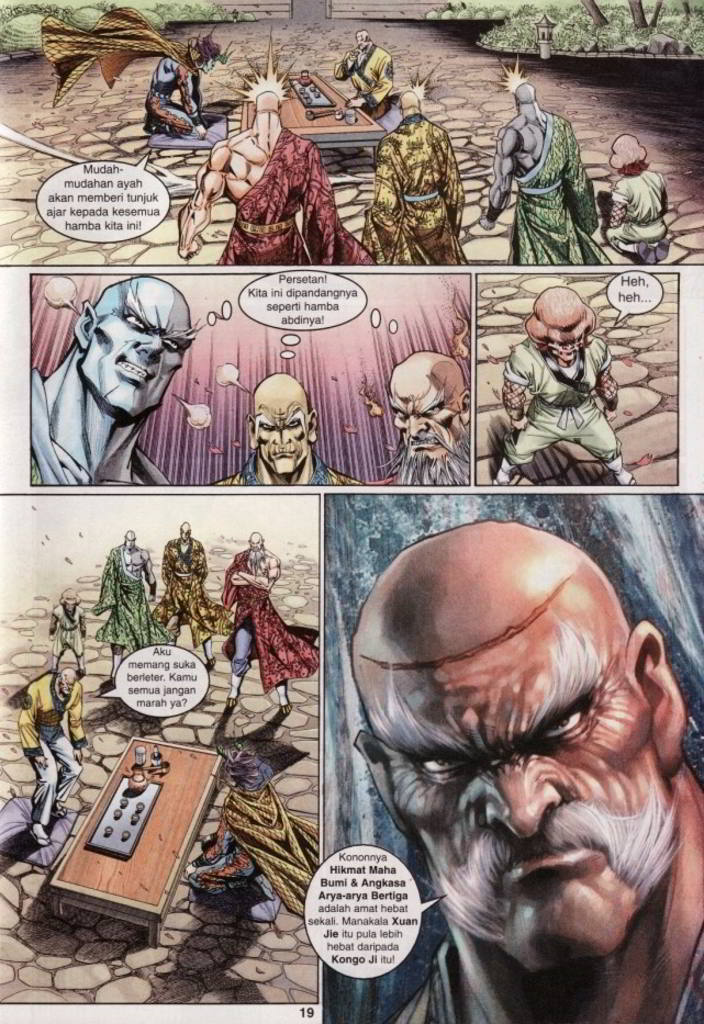 Mudah-
mudahan ayah
akan memberi tunjuk
ajar kepada kesemua
hamba kita ini!
Persetan!
Kita ini dipandangnya
seperti hamba
abdinya!
Heh,
heh...
Aku
memang suka
berleter. Kamu
semua jangan
marah ya?
Kononnya
Hikmat Maha
Bumi & Angkasa
Arya-arya Bertiga
adalah amat hebat
sekali. Manakala Xuan
Jie itu pula lebih
hebat daripada
Kongo Ji itu!
19